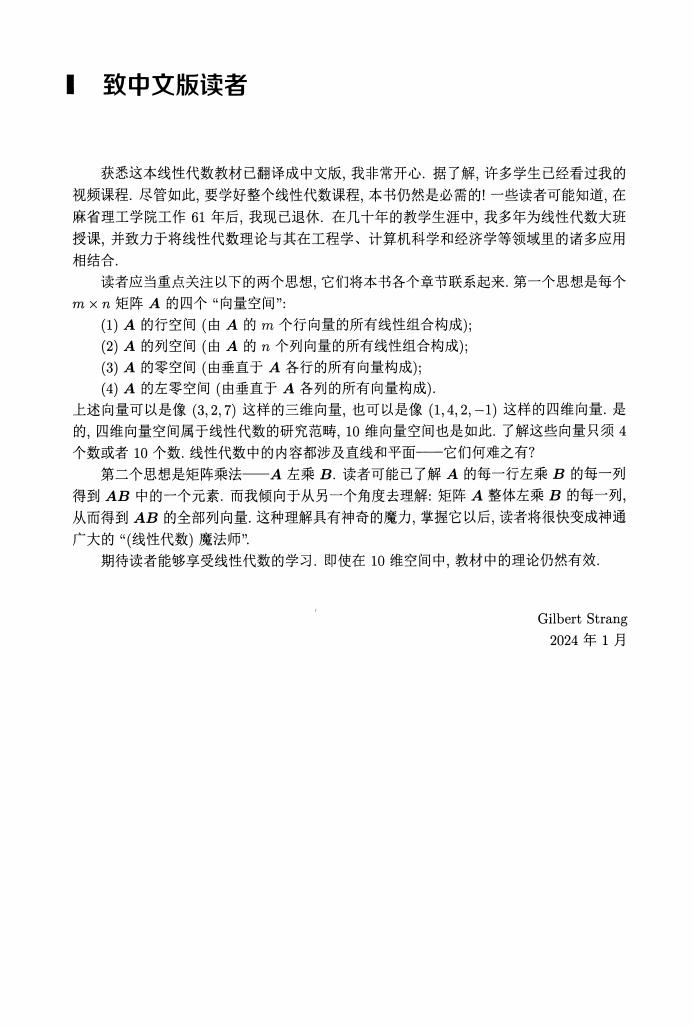 致中文版读者
获悉这本线性代数教材已翻译成中文版, 我非常开心. 据了解, 许多学生已经看过我的
视频课程. 尽管如此, 要学好整个线性代数课程, 本书仍然是必需的! 一些读者可能知道, 在
麻省理工学院工作 61 年后, 我现已退休. 在几十年的教学生涯中, 我多年为线性代数大班
授课, 并致力于将线性代数理论与其在工程学、计算机科学和经济学等领域里的诸多应用
相结合.
读者应当重点关注以下的两个思想, 它们将本书各个章节联系起来. 第一个思想是每个
m × n 矩阵 A 的四个 “向量空间”:
(1) A 的行空间 (由 A 的 m 个行向量的所有线性组合构成);
(2) A 的列空间 (由 A 的 n 个列向量的所有线性组合构成);
(3) A 的零空间 (由垂直于 A 各行的所有向量构成);
(4) A 的左零空间 (由垂直于 A 各列的所有向量构成).
上述向量可以是像 (3, 2, 7) 这样的三维向量, 也可以是像 (1, 4, 2, −1) 这样的四维向量. 是
的, 四维向量空间属于线性代数的研究范畴, 10 维向量空间也是如此. 了解这些向量只须 4
个数或者 10 个数. 线性代数中的内容都涉及直线和平面——它们何难之有?
第二个思想是矩阵乘法——A 左乘 B. 读者可能已了解 A 的每一行左乘 B 的每一列
得到 AB 中的一个元素. 而我倾向于从另一个角度去理解: 矩阵 A 整体左乘 B 的每一列,
从而得到 AB 的全部列向量. 这种理解具有神奇的魔力, 掌握它以后, 读者将很快变成神通
广大的 “(线性代数) 魔法师”.
期待读者能够享受线性代数的学习. 即使在 10 维空间中, 教材中的理论仍然有效.
Gilbert Strang
2024 年 1 月